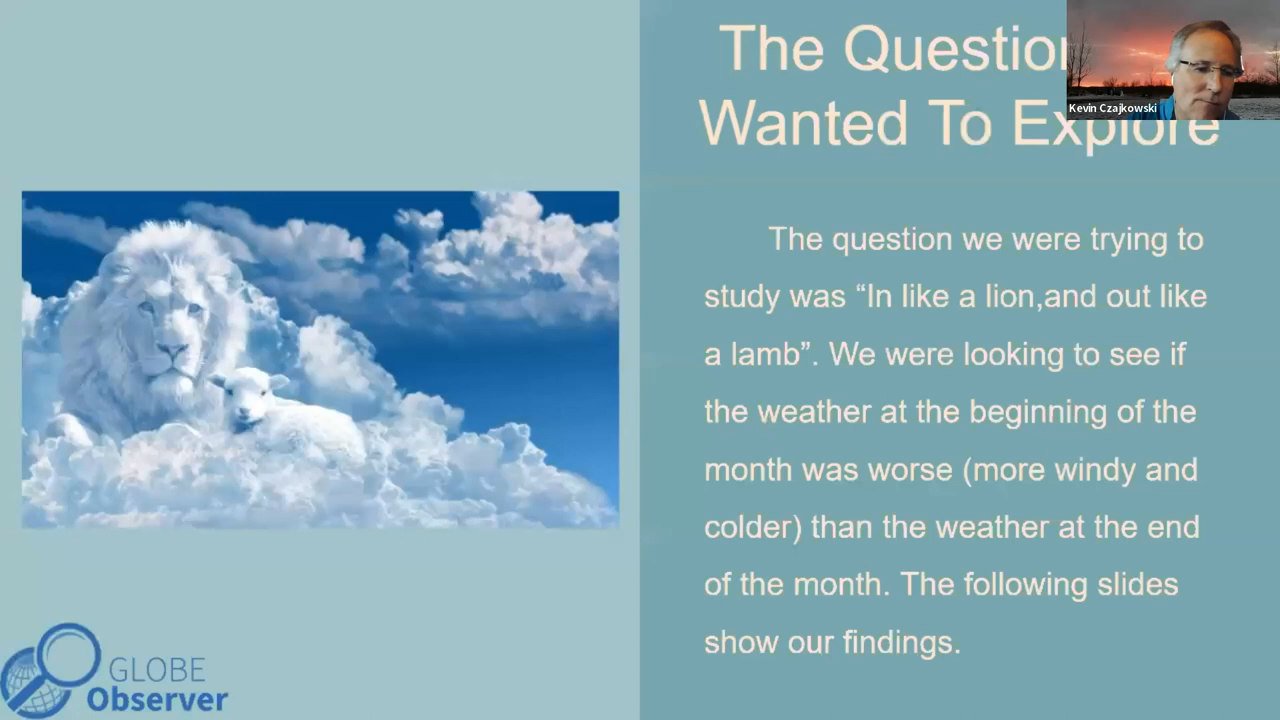 The Question
Wanted To Explore
Kevin Czajkowski
The question we were trying to
study was “In like a lion,and out like
a lamb”. We were looking to see if
the weather at the beginning of the
month was worse (more windy and
colder) than the weather at the end
of the month. The following slides
show our findings.
GLOBE
Observer